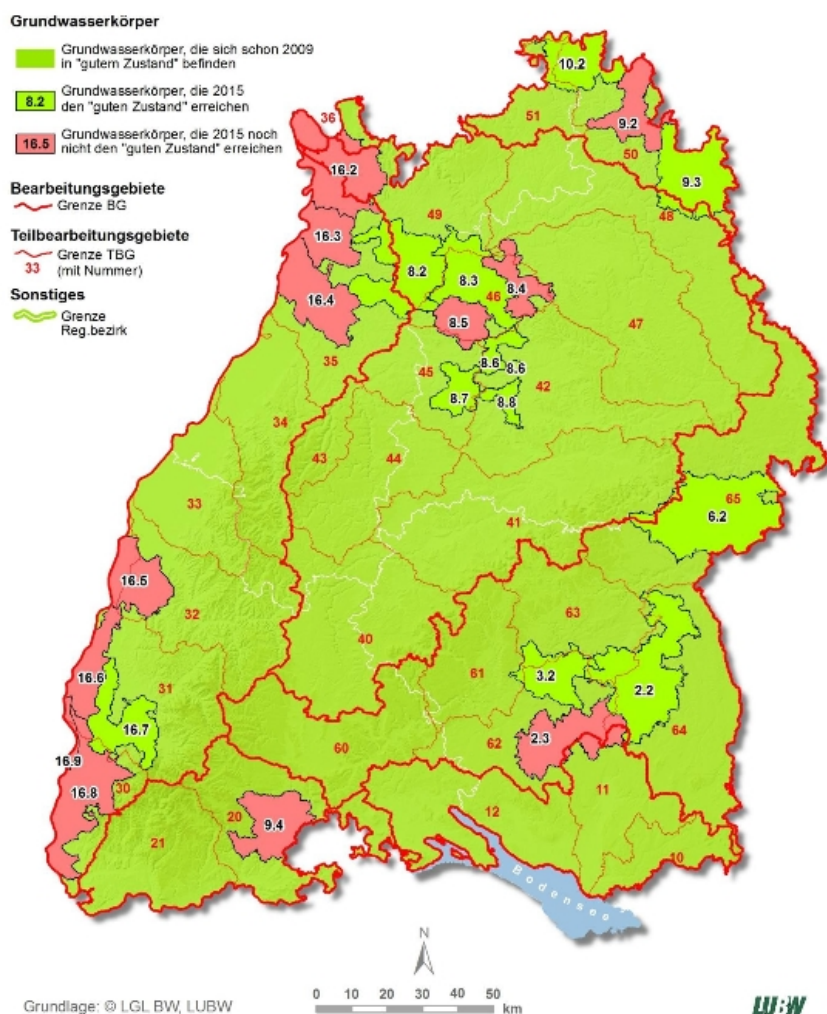 Grundwasserkörper
Grundwasserkörper, die sich schon 2009
in "gutem Zustand" befinden
8.2
Grundwasserkörper, die 2015
den "guten Zustand" erreichen
16.5
Grundwasserkörper, die 2015 noch
nicht den "guten Zustand" erreichen
Bearbeitungsgebiete
Grenze BG
Teilbearbeitungsgebiete
Grenze TBG
33
(mit Nummer)
Sonstiges
Grenze
Reg.bezirk
10.2
36
51
9.2
50
16.2
9.3
49
48
16.3
8.2
8.3
46
8.4
16.4
8.5
47
35
45
8.6
8.6
42
8.7
8.8
34
43
44
33
65
6.2
41
16.5
32
63
40
61
3.2
2.2
16.6
31
16.7
2.3
62
64
60
16.9
16.8
30
11
12
20
9.4
21
10
Bodensee
N
Grundlage: © LGL BW, LUBW
0 10 20 30 40 50
km
LUBW